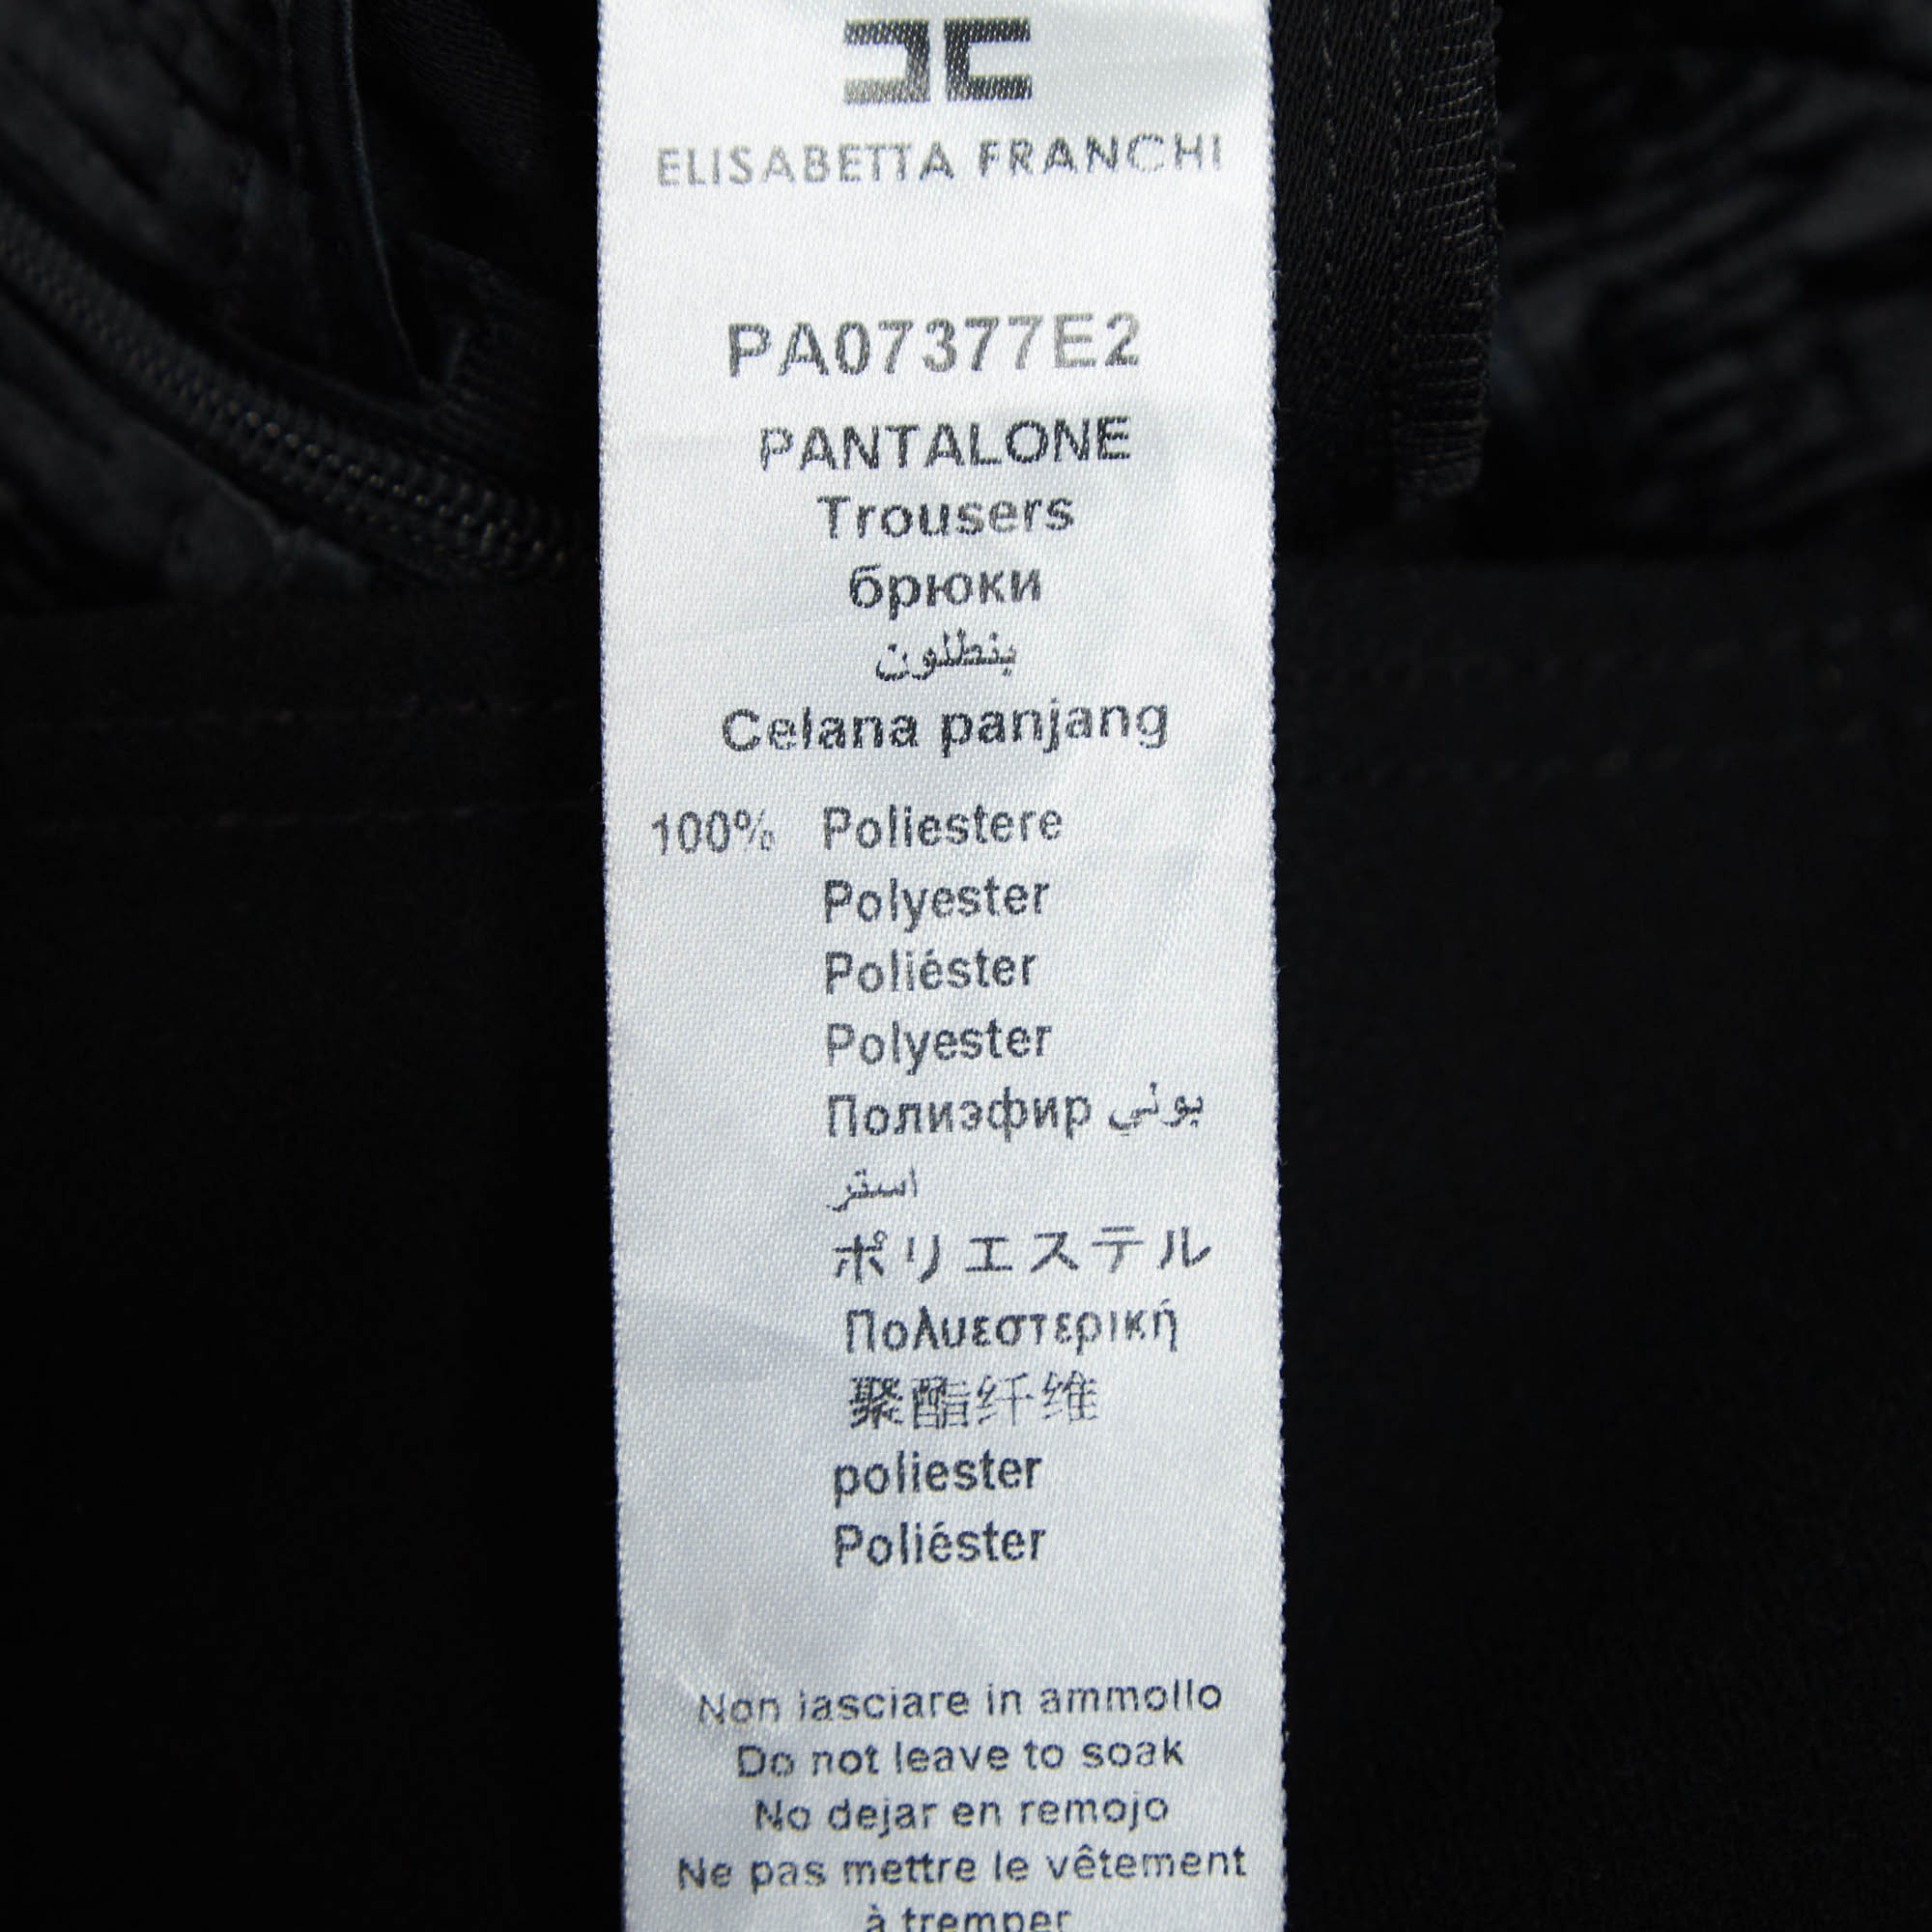 ELISABETTA FRANCHI
PA07377E2
PANTALONE
Trousers
брюки
بنطلون
Celana panjang
100% Poliestere
Polyester
Poliéster
Polyester
Полиэфир بولي
استر
ポリエステル
Πολυεστερική
聚酯纤维
poliester
Poliéster
Non lasciare in ammollo
Do not leave to soak
No dejar en remojo
Ne pas mettre le vêtement
à tremper